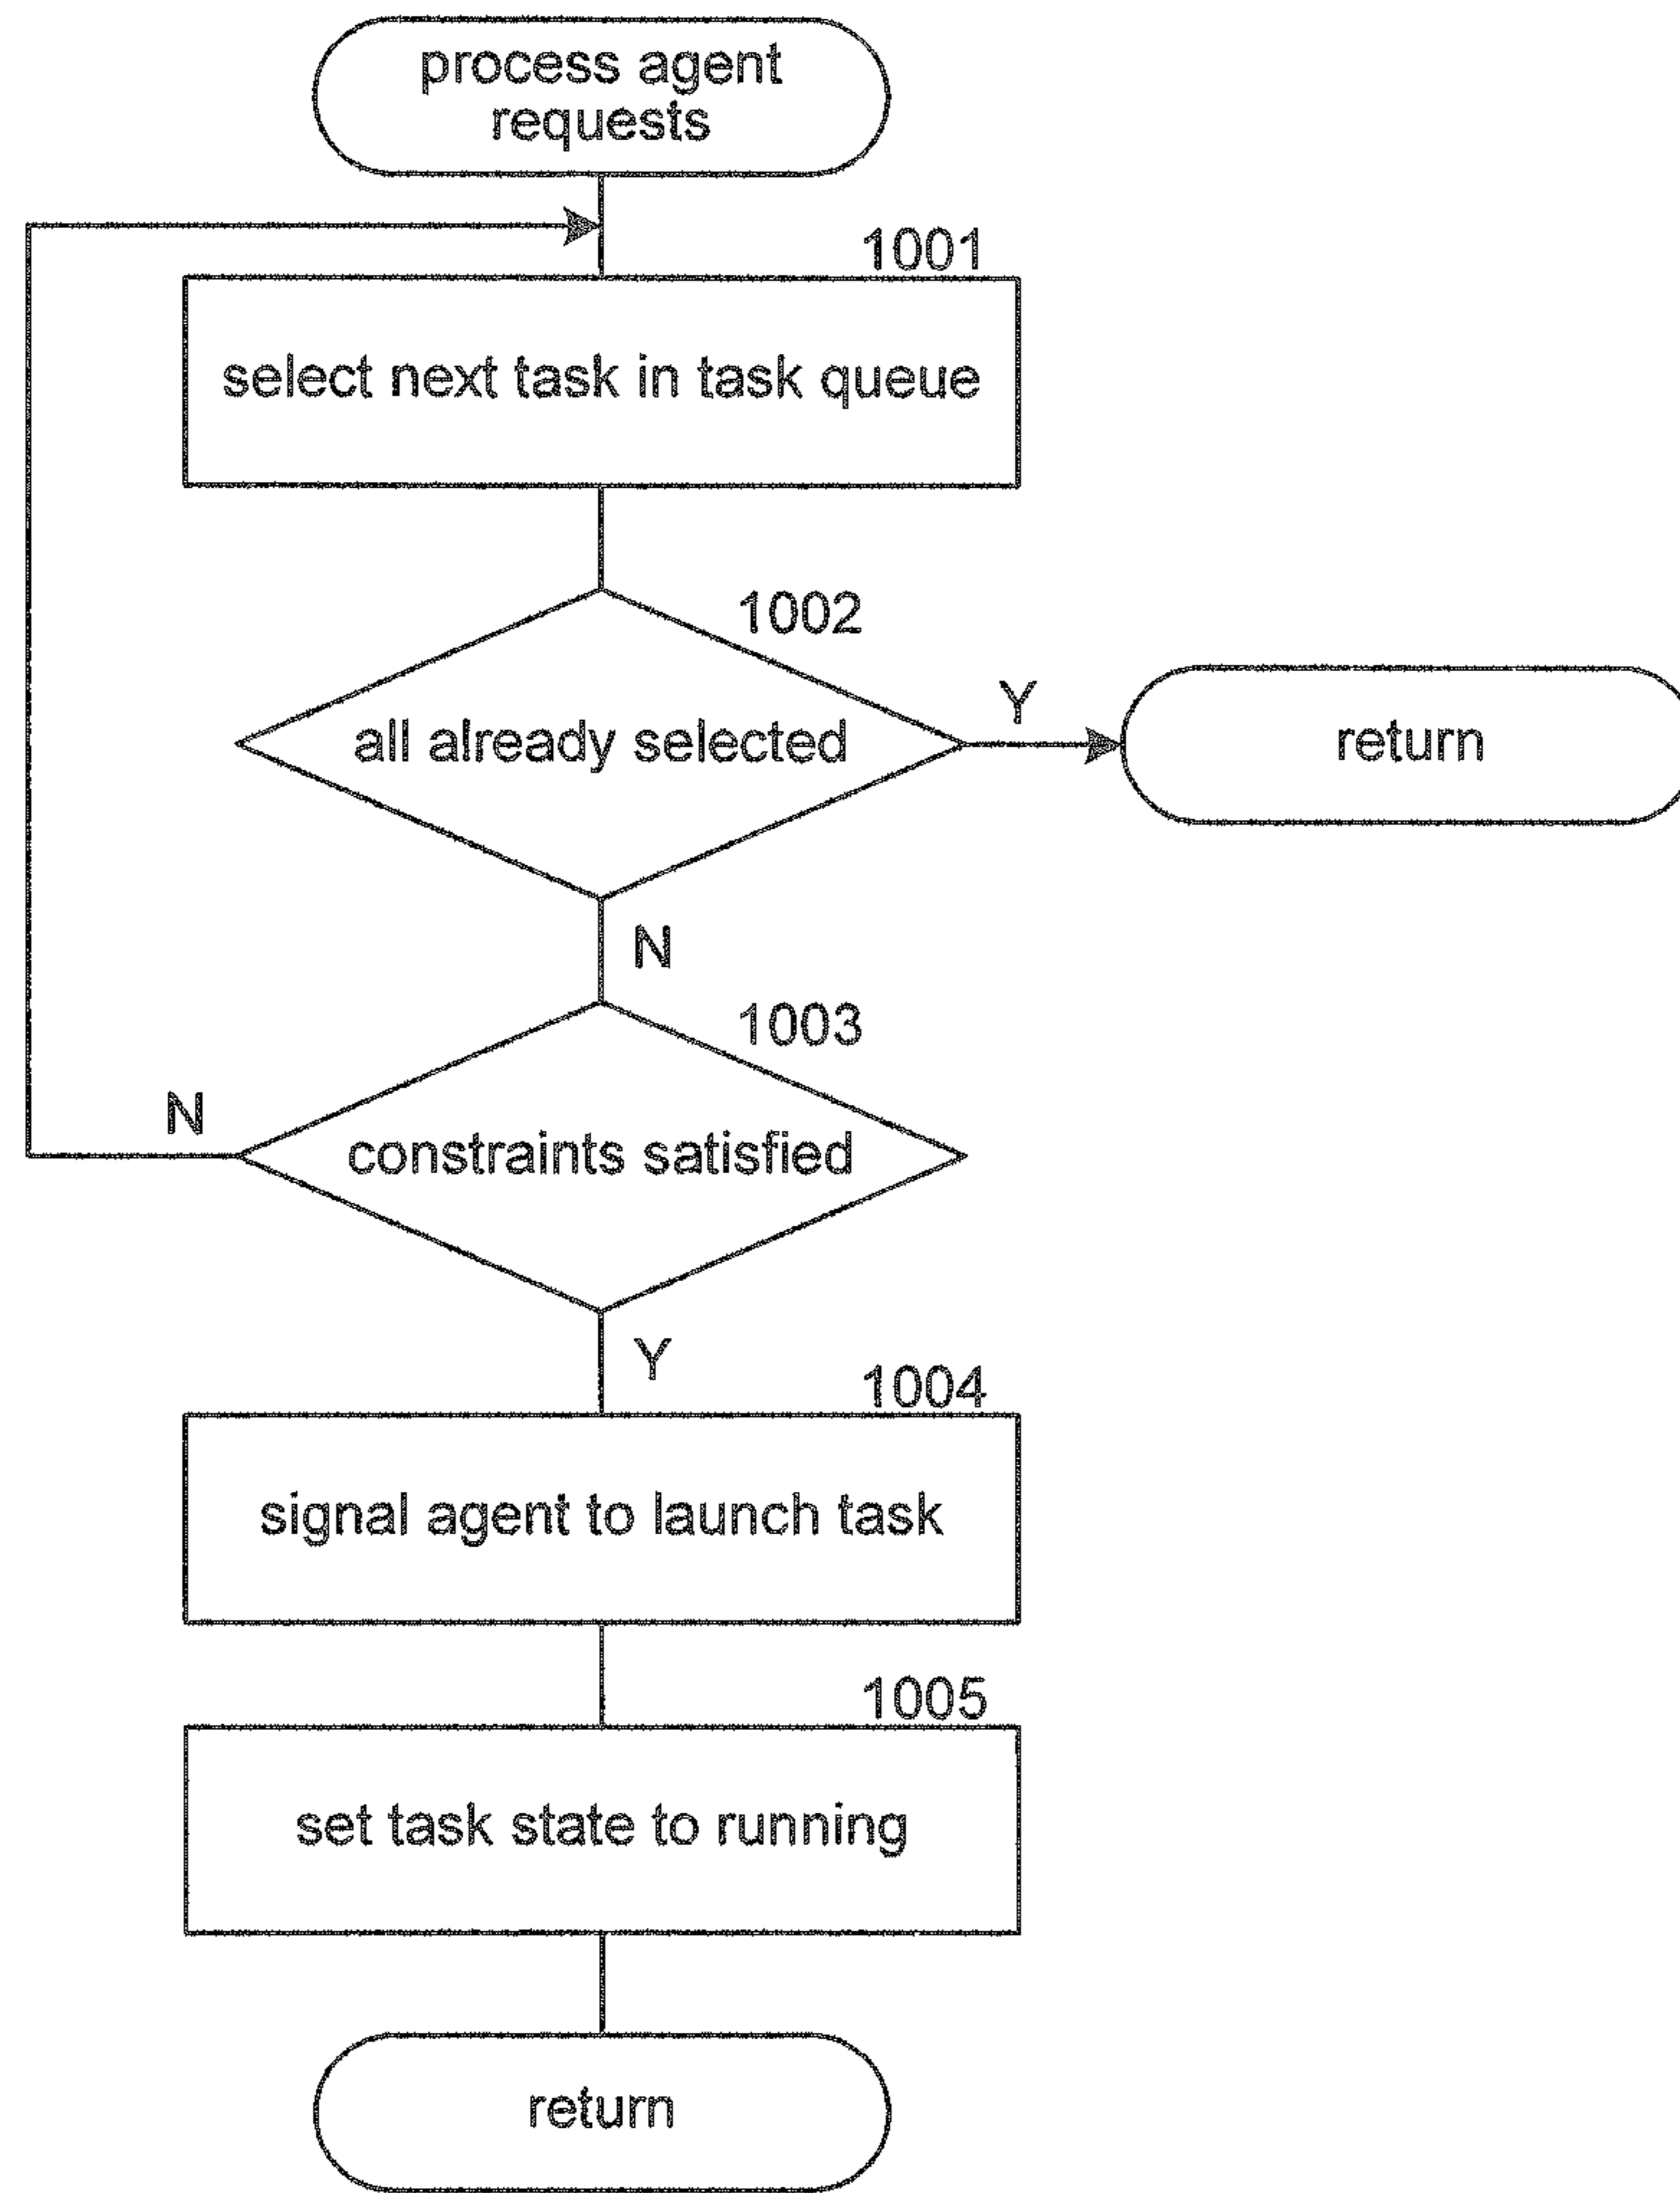 process agent
requests
1001
select next task in task queue
1002
all already selected
Y
return
N
1003
N
constraints satisfied
Y
1004
signal agent to launch task
1005
set task state to running
return